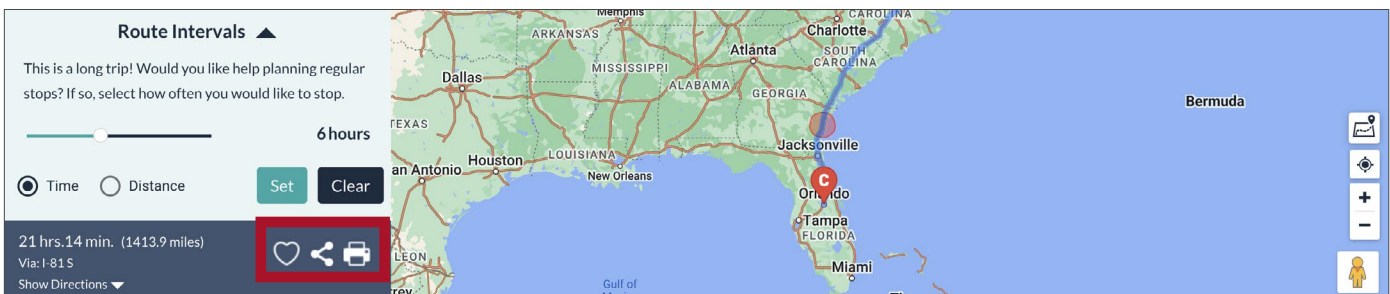 Route Intervals
This is a long trip! Would you like help planning regular
stops? If so, select how often you would like to stop.
6 hours
Time
Distance
Set
Clear
21 hrs.14 min. (1413.9 miles)
Via: I-81 S
Show Directions
Memphis
CAROLINA
Charlotte
ARKANSAS
Atlanta
SOUTH
CAROLINA
MISSISSIPPI
Dallas
ALABAMA
GEORGIA
Bermuda
TEXAS
Jacksonville
LOUISIANA
Houston
an Antonio
New Orleans
C
Orlando
Tampa
FLORIDA
LEON
Miami
Gulf of
+
−